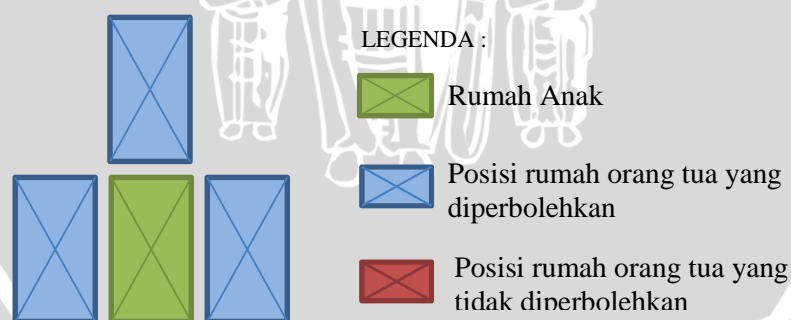 LEGENDA :
Rumah Anak
Posisi rumah orang tua yang
diperbolehkan
Posisi rumah orang tua yang
tidak diperbolehkan